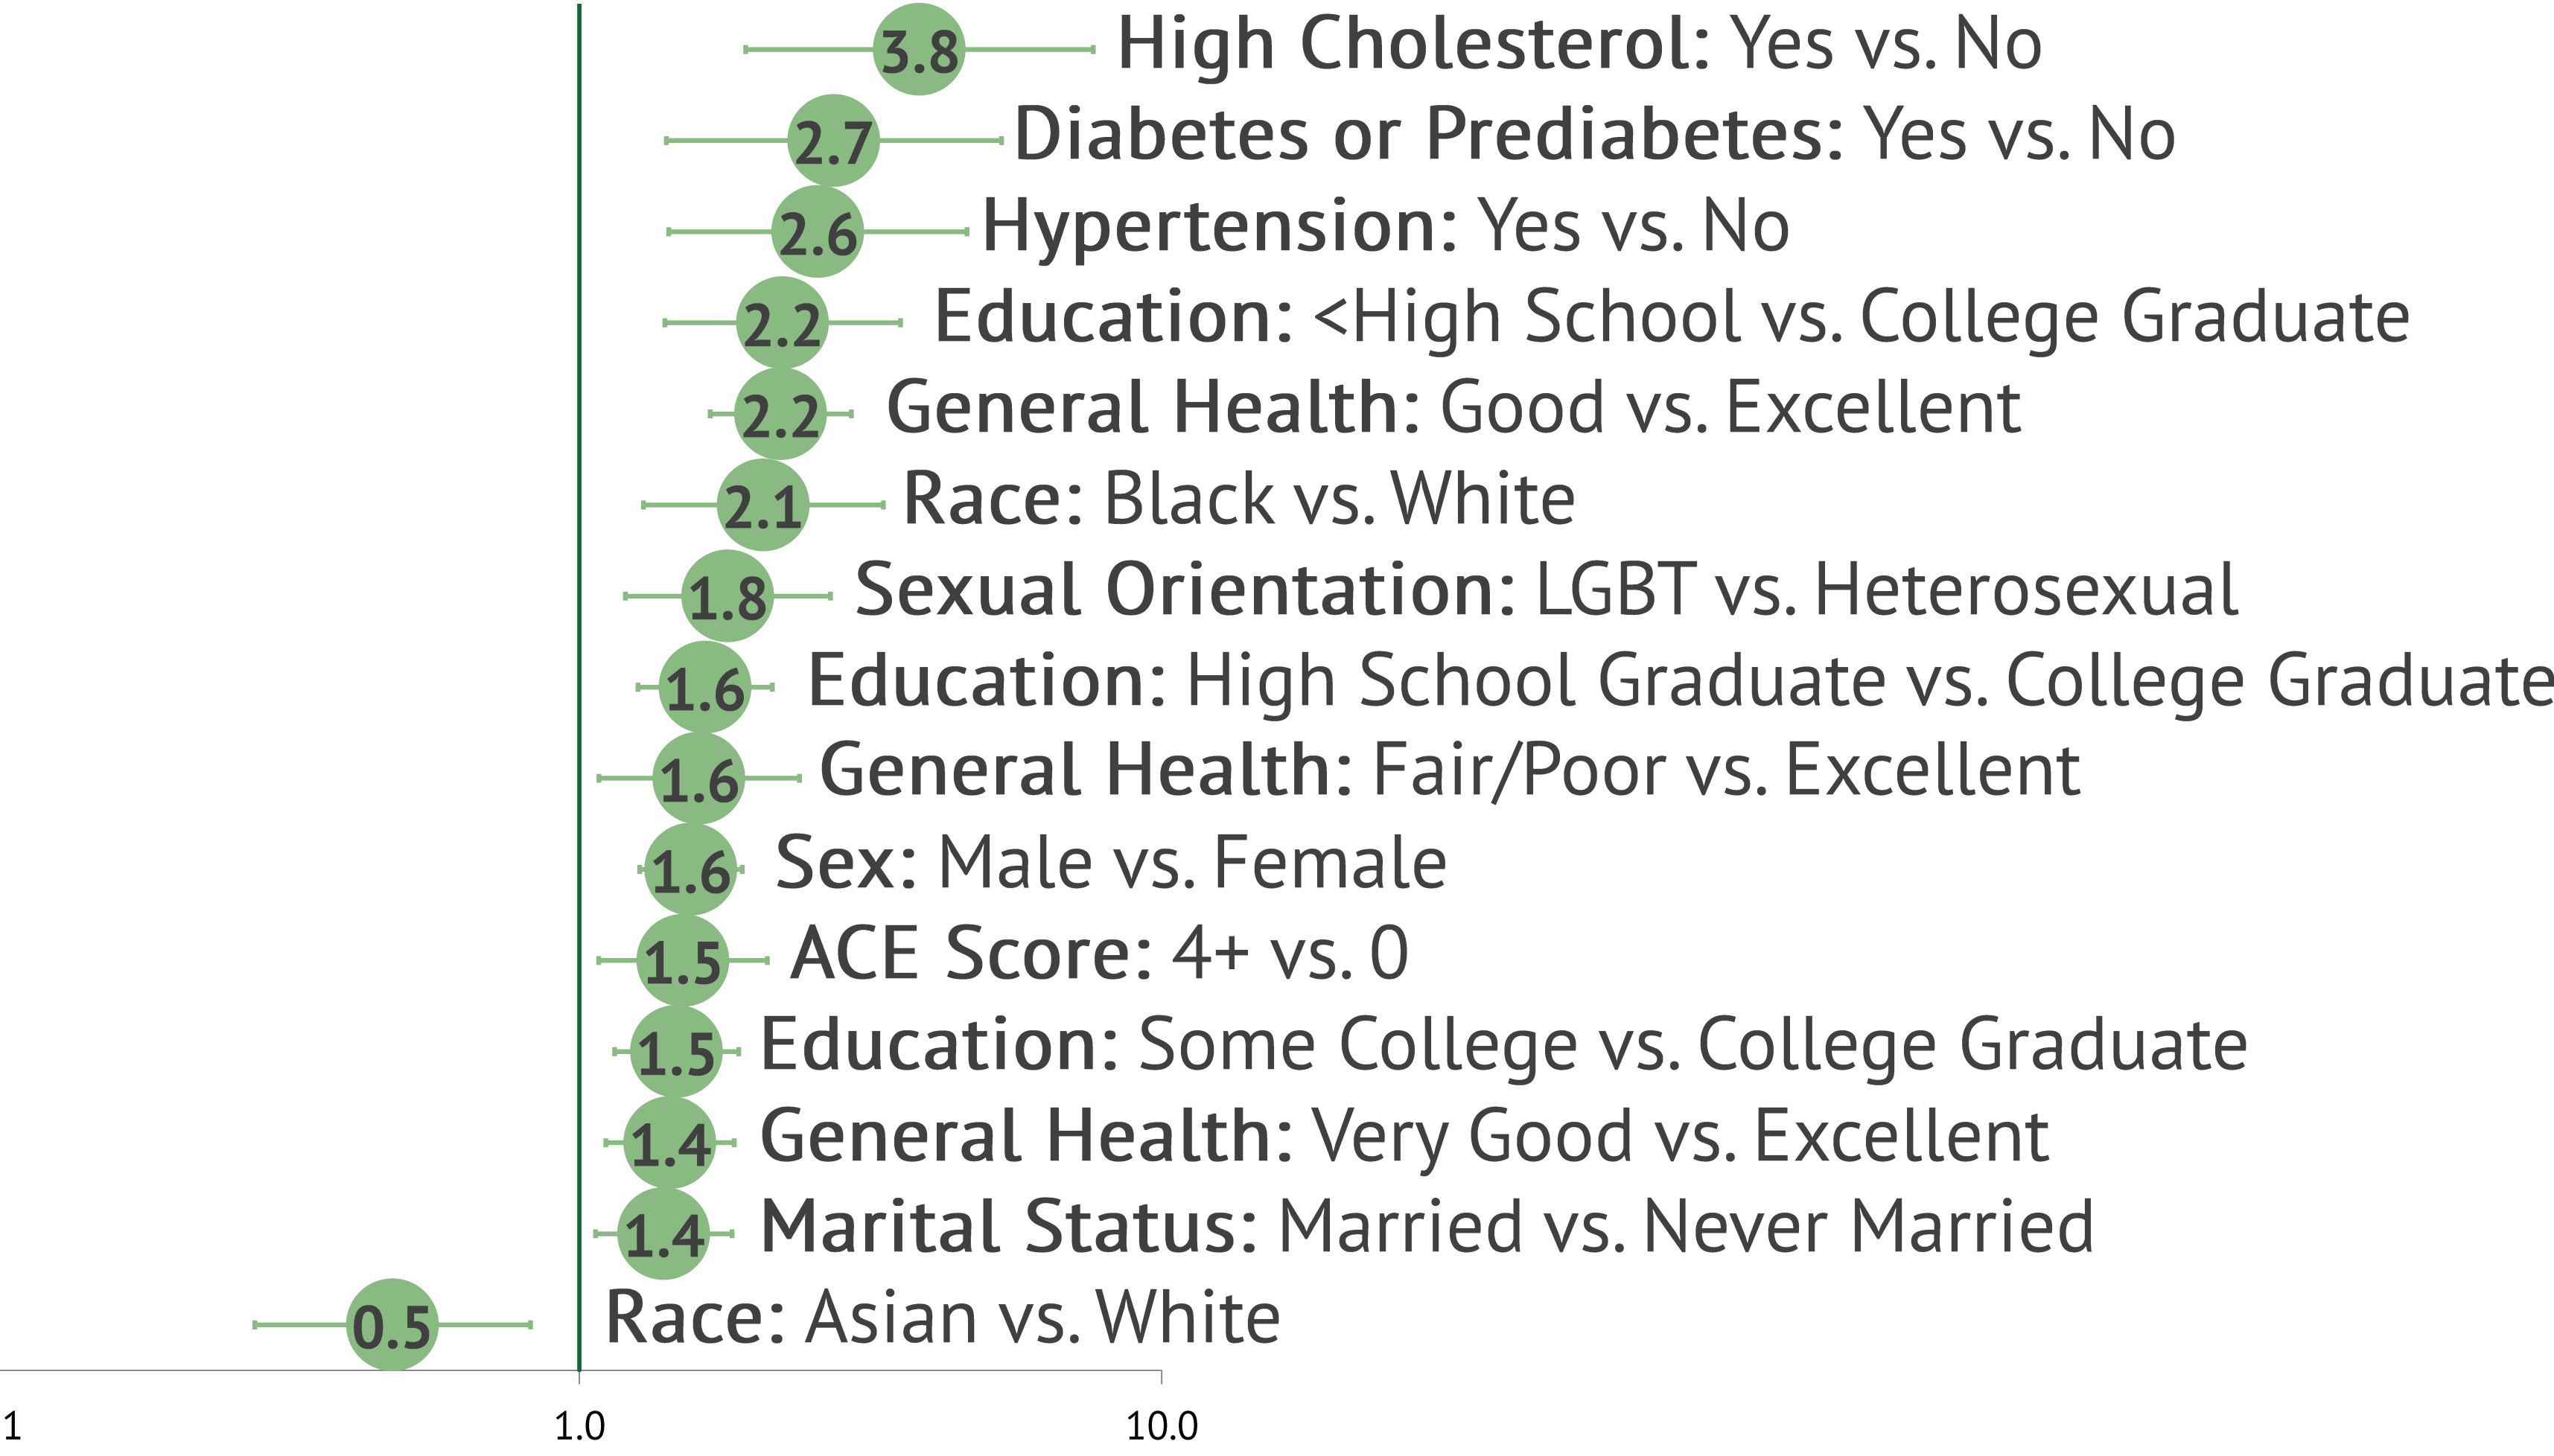 3.8 High Cholesterol: Yes vs. No
2.7 Diabetes or Prediabetes: Yes vs. No
2.6 Hypertension: Yes vs. No
2.2 Education: <High School vs. College Graduate
2.2 General Health: Good vs. Excellent
2.1 Race: Black vs. White
1.8 Sexual Orientation: LGBT vs. Heterosexual
1.6 Education: High School Graduate vs. College Graduate
1.6 General Health: Fair/Poor vs. Excellent
1.6 Sex: Male vs. Female
1.5 ACE Score: 4+ vs. 0
1.5 Education: Some College vs. College Graduate
1.4 General Health: Very Good vs. Excellent
1.4 Marital Status: Married vs. Never Married
0.5 Race: Asian vs. White
1 1.0 10.0